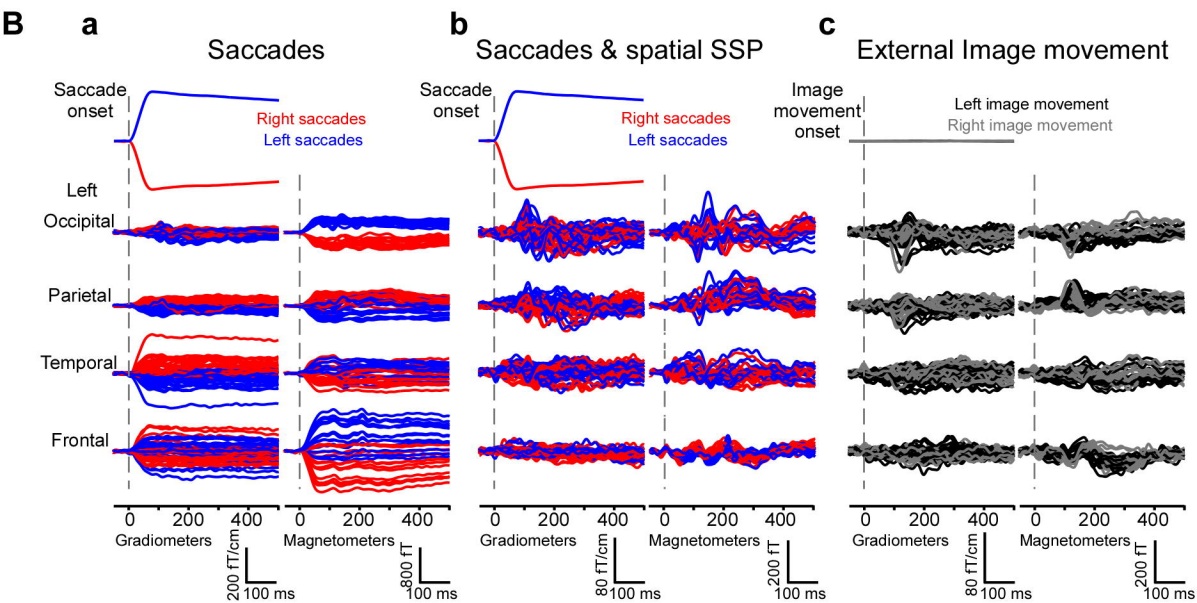 B
a
Saccades
b
Saccades & spatial SSP
c
External Image movement
Saccade
onset
Right saccades
Left saccades
Saccade
onset
Right saccades
Left saccades
Image
movement
onset
Left image movement
Right image movement
Left
Occipital
Parietal
Temporal
Frontal
0 200 400
0 200 400
0 200 400
0 200 400
0 200 400
0 200 400
Gradiometers
Magnetometers
Gradiometers
Magnetometers
Gradiometers
Magnetometers
200 fT/cm
100 ms
800 fT
100 ms
80 fT/cm
100 ms
200 fT
100 ms
80 fT/cm
100 ms
200 fT
100 ms